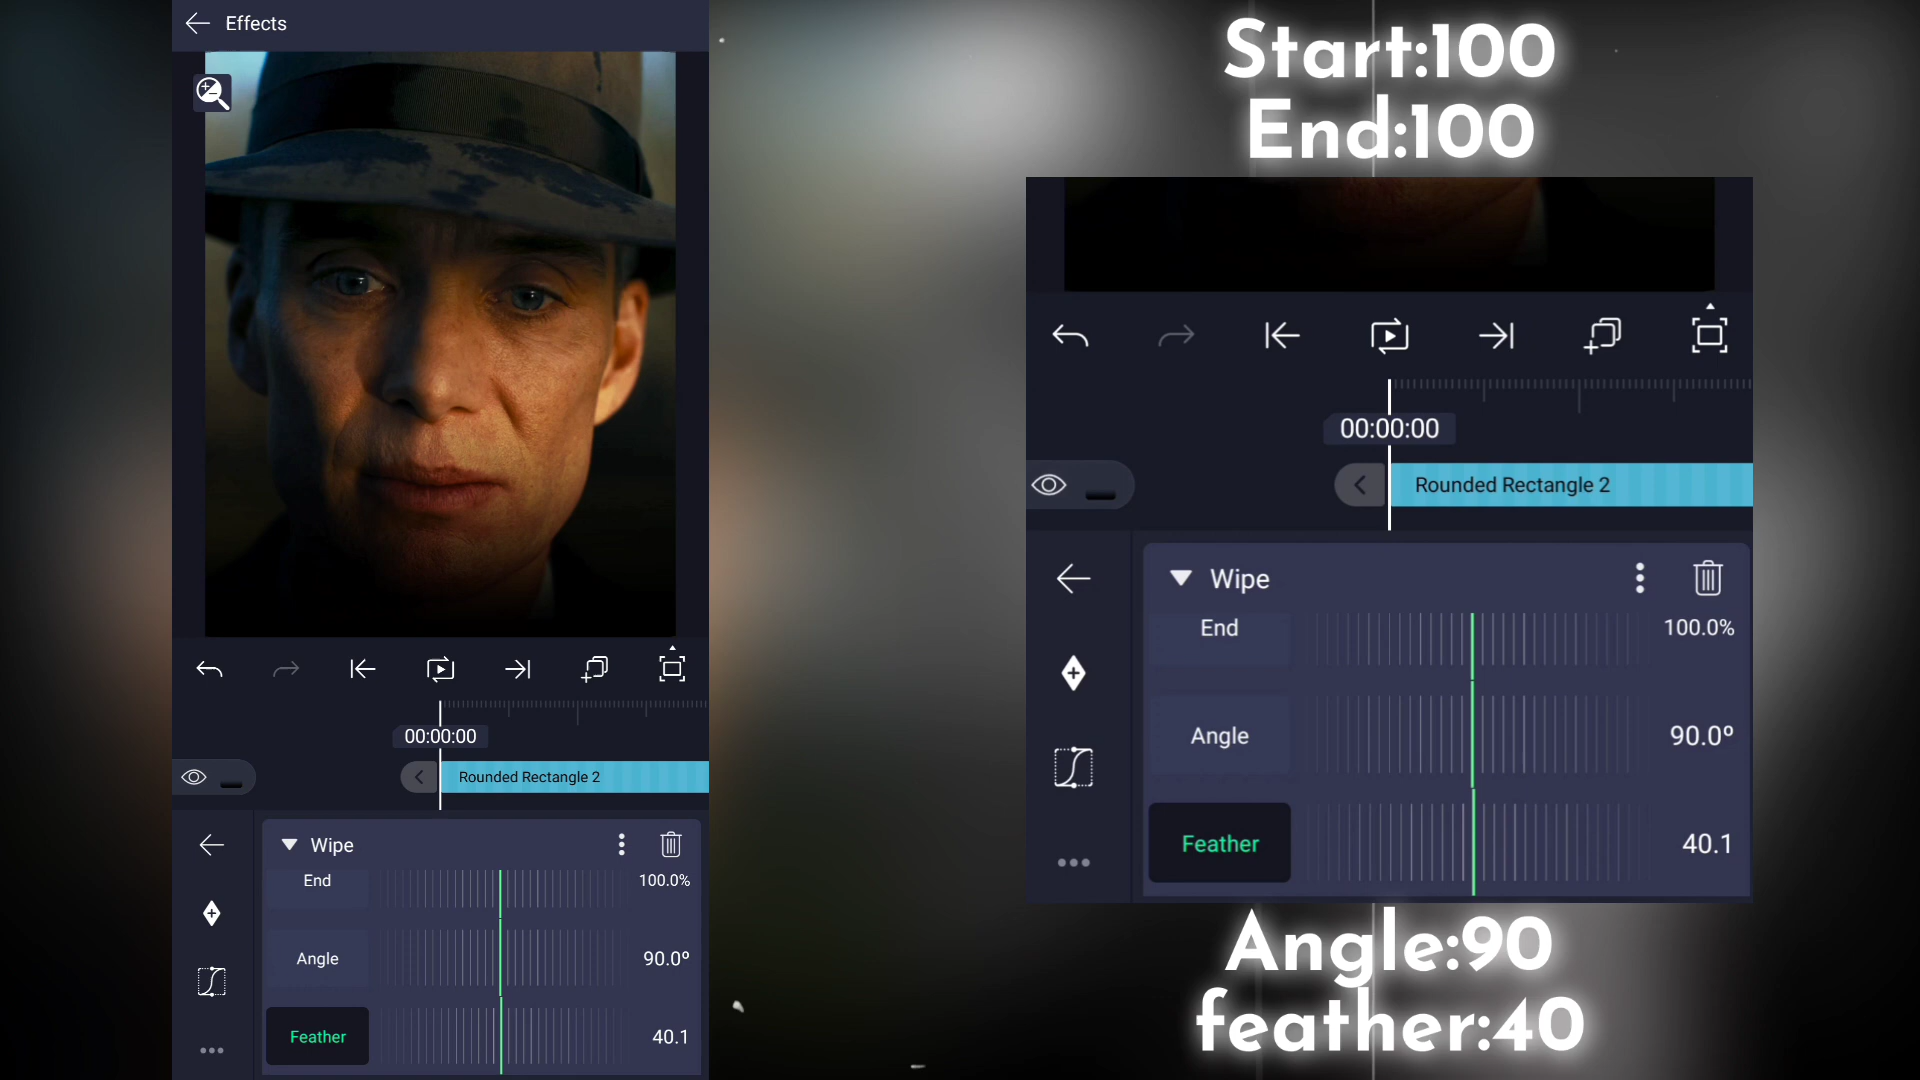 Effects
00:00:00
Rounded Rectangle 2
Wipe
End
100.0%
Angle
90.0º
Feather
40.1
Start:100
End:100
00:00:00
Rounded Rectangle 2
Wipe
End
100.0%
Angle
90.0º
Feather
40.1
Angle:90
feather:40